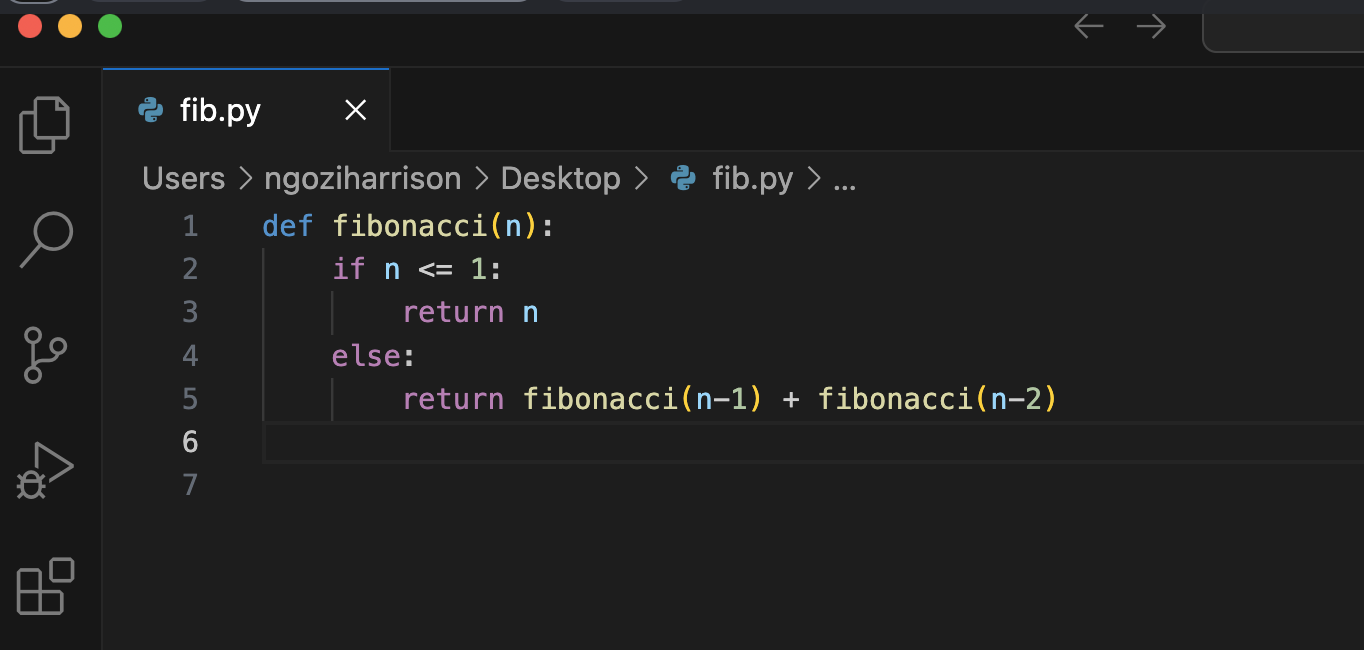 fib.py
Users > ngoziharrison > Desktop > fib.py > ...
1 def fibonacci(n):
2     if n <= 1:
3         return n
4     else:
5         return fibonacci(n-1) + fibonacci(n-2)
6
7